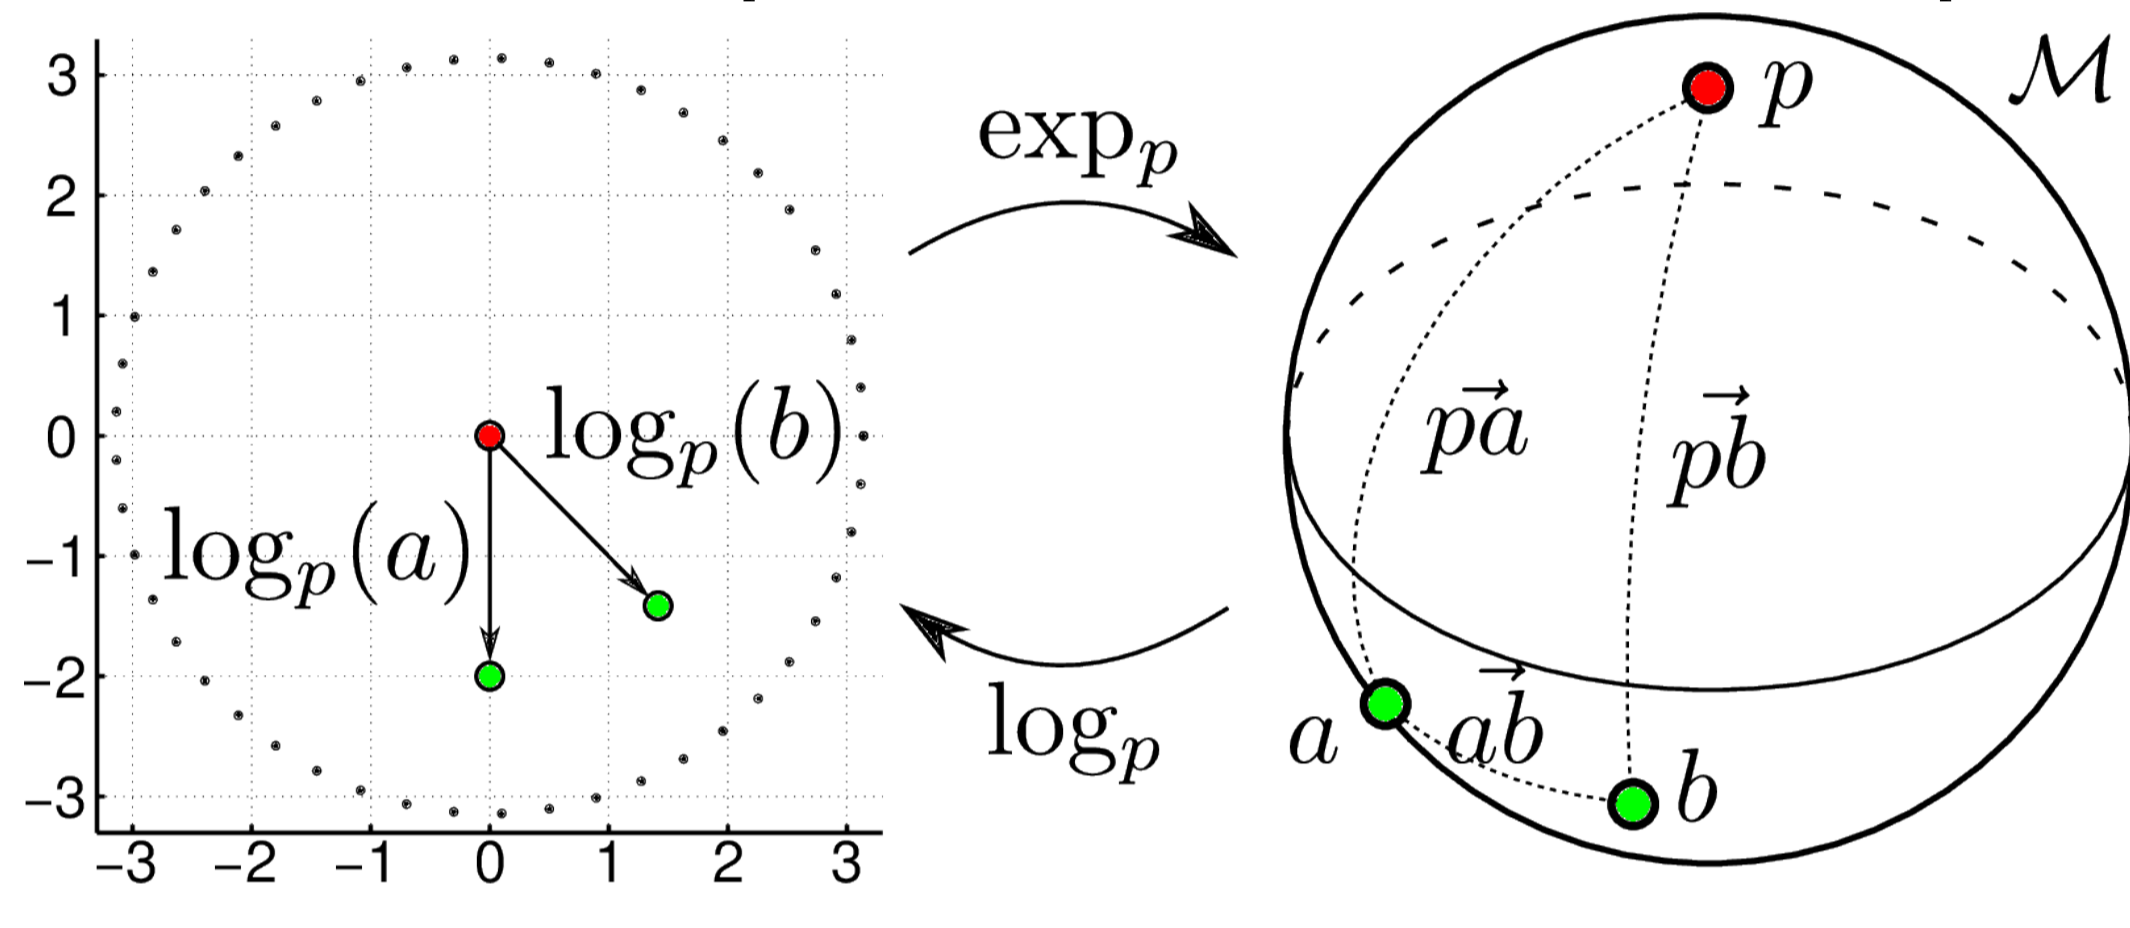 3
2
1
0
−1
−2
−3
−3 −2 −1 0 1 2 3
log_p(b)
log_p(a)
exp_p
log_p
p
ℳ
p⃗a
p⃗b
a
a⃗b
b